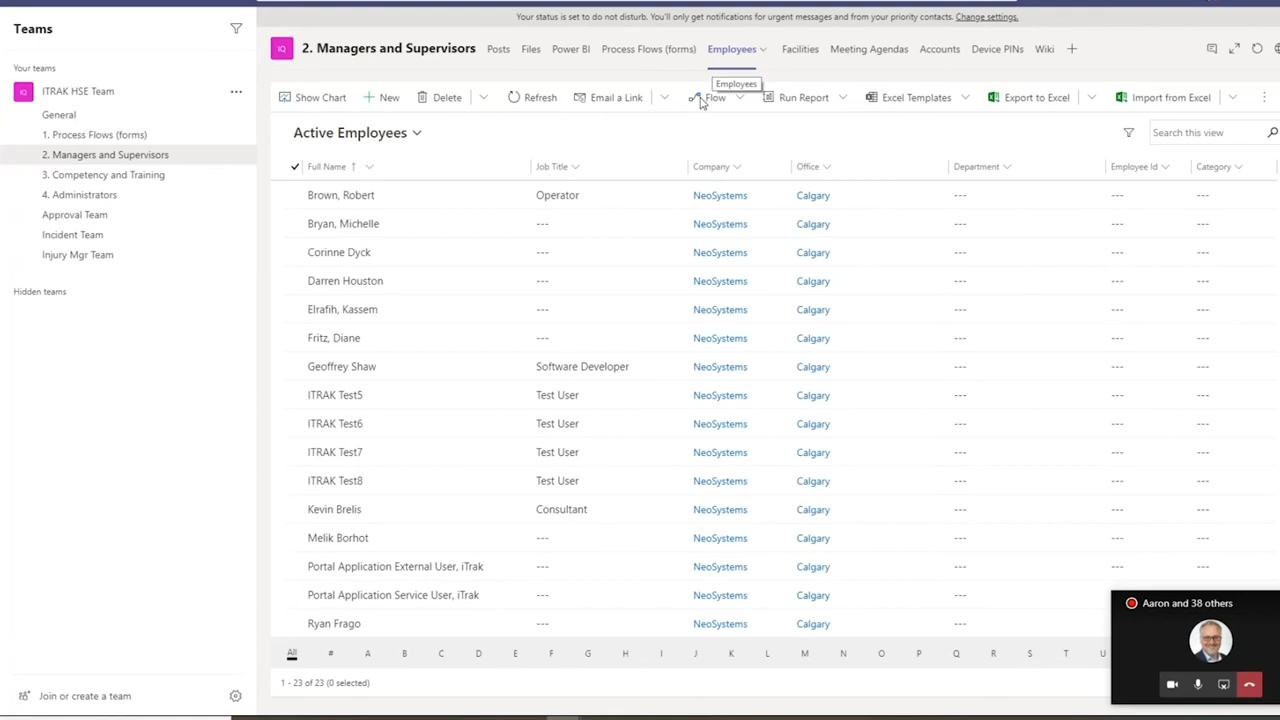 Your status is set to do not disturb. You'll only get notifications for urgent messages and from your priority contacts. Change settings.
Teams
Your teams
IQ ITRAK HSE Team
General
1. Process Flows (forms)
2. Managers and Supervisors
3. Competency and Training
4. Administrators
Approval Team
Incident Team
Injury Mgr Team
Hidden teams
Join or create a team
IQ 2. Managers and Supervisors Posts Files Power BI Process Flows (forms) Employees Facilities Meeting Agendas Accounts Device PINs Wiki
Employees
Show Chart New Delete Refresh Email a Link Flow Run Report Excel Templates Export to Excel Import from Excel
Active Employees Search this view
Full Name Job Title Company Office Department Employee Id Category
Brown, Robert Operator NeoSystems Calgary --- --- ---
Bryan, Michelle --- NeoSystems Calgary --- --- ---
Corinne Dyck --- NeoSystems Calgary --- --- ---
Darren Houston --- NeoSystems Calgary --- --- ---
Elrafih, Kassem --- NeoSystems Calgary --- --- ---
Fritz, Diane --- NeoSystems Calgary --- --- ---
Geoffrey Shaw Software Developer NeoSystems Calgary --- --- ---
ITRAK Test5 Test User NeoSystems Calgary --- --- ---
ITRAK Test6 Test User NeoSystems Calgary --- --- ---
ITRAK Test7 Test User NeoSystems Calgary --- --- ---
ITRAK Test8 Test User NeoSystems Calgary --- --- ---
Kevin Brelis Consultant NeoSystems Calgary --- --- ---
Melik Borhot --- NeoSystems Calgary --- --- ---
Portal Application External User, iTrak --- NeoSystems Calgary --- --- ---
Portal Application Service User, iTrak --- NeoSystems Calgary
Ryan Frago --- NeoSystems Calgary
All # A B C D F G H I J K L M N O P Q R S T U
1 - 23 of 23 (0 selected)
Aaron and 38 others